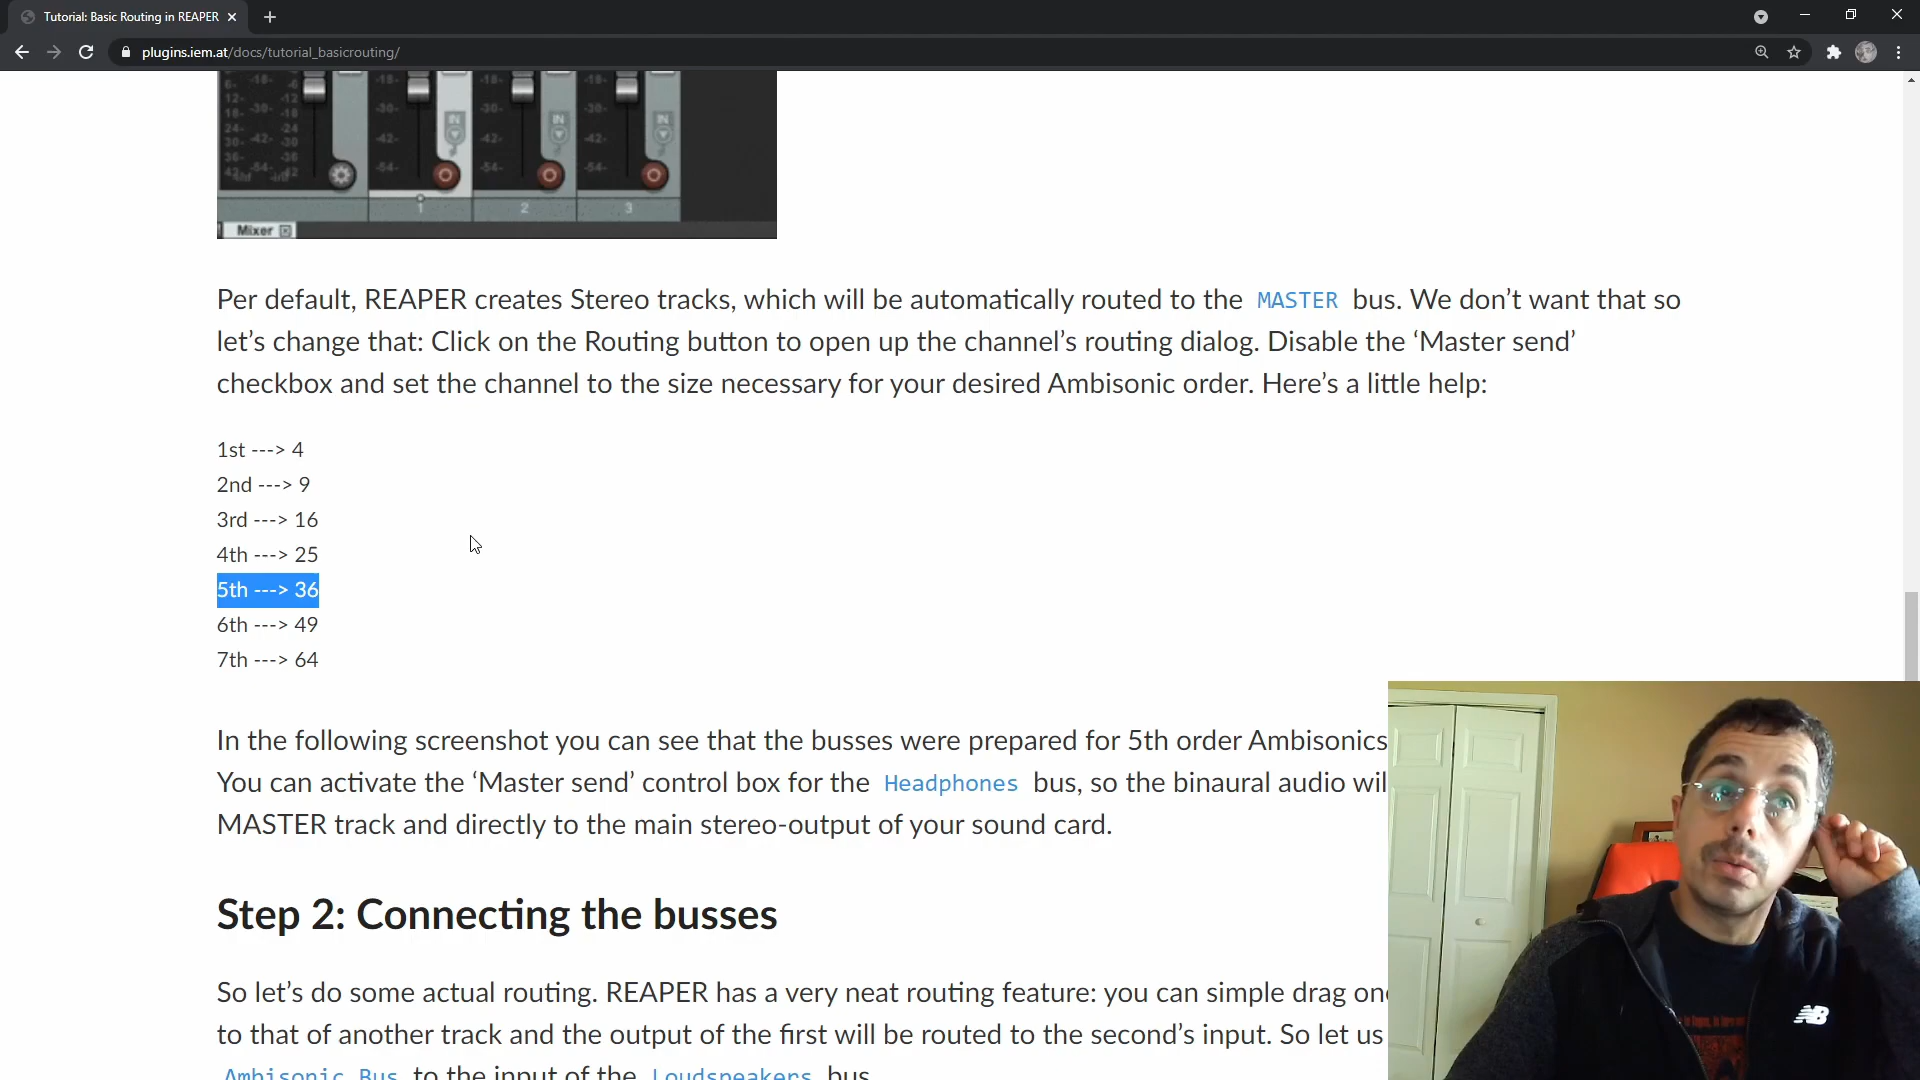 Tutorial: Basic Routing in REAPER
plugins.iem.at/docs/tutorial_basicrouting/
1 2 3
Mixer
Per default, REAPER creates Stereo tracks, which will be automatically routed to the MASTER bus. We don’t want that so
let’s change that: Click on the Routing button to open up the channel’s routing dialog. Disable the ‘Master send’
checkbox and set the channel to the size necessary for your desired Ambisonic order. Here’s a little help:
1st ---> 4
2nd ---> 9
3rd ---> 16
4th ---> 25
5th ---> 36
6th ---> 49
7th ---> 64
In the following screenshot you can see that the busses were prepared for 5th order Ambisonics
You can activate the ‘Master send’ control box for the Headphones bus, so the binaural audio wil
MASTER track and directly to the main stereo-output of your sound card.
Step 2: Connecting the busses
So let’s do some actual routing. REAPER has a very neat routing feature: you can simple drag on
to that of another track and the output of the first will be routed to the second’s input. So let us
Ambisonic Bus to the input of the Loudspeakers bus
NB